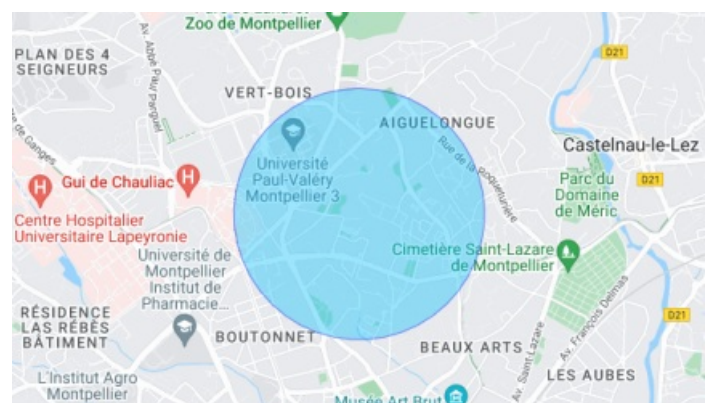 Zoo de Montpellier
PLAN DES 4
SEIGNEURS
Av. Abbé Paul Parguel
VERT-BOIS
D21
AIGUELONGUE
Rue de la Roqueturière
de Ganges
Université
Paul-Valéry
Montpellier 3
Castelnau-le-Lez
Gui de Chauliac
Parc du
Domaine
de Méric
D21
Centre Hospitalier
Universitaire Lapeyronie
Université de
Montpellier
Institut de
Pharmacie...
Cimetière Saint-Lazare
de Montpellier
RÉSIDENCE
LAS RÉBÈS
BÂTIMENT
BOUTONNET
BEAUX ARTS
Av. Saint-Lazare
Av. François Delmas
D21
LES AUBES
L'Institut Agro
Montpellier
Musée Art Brut